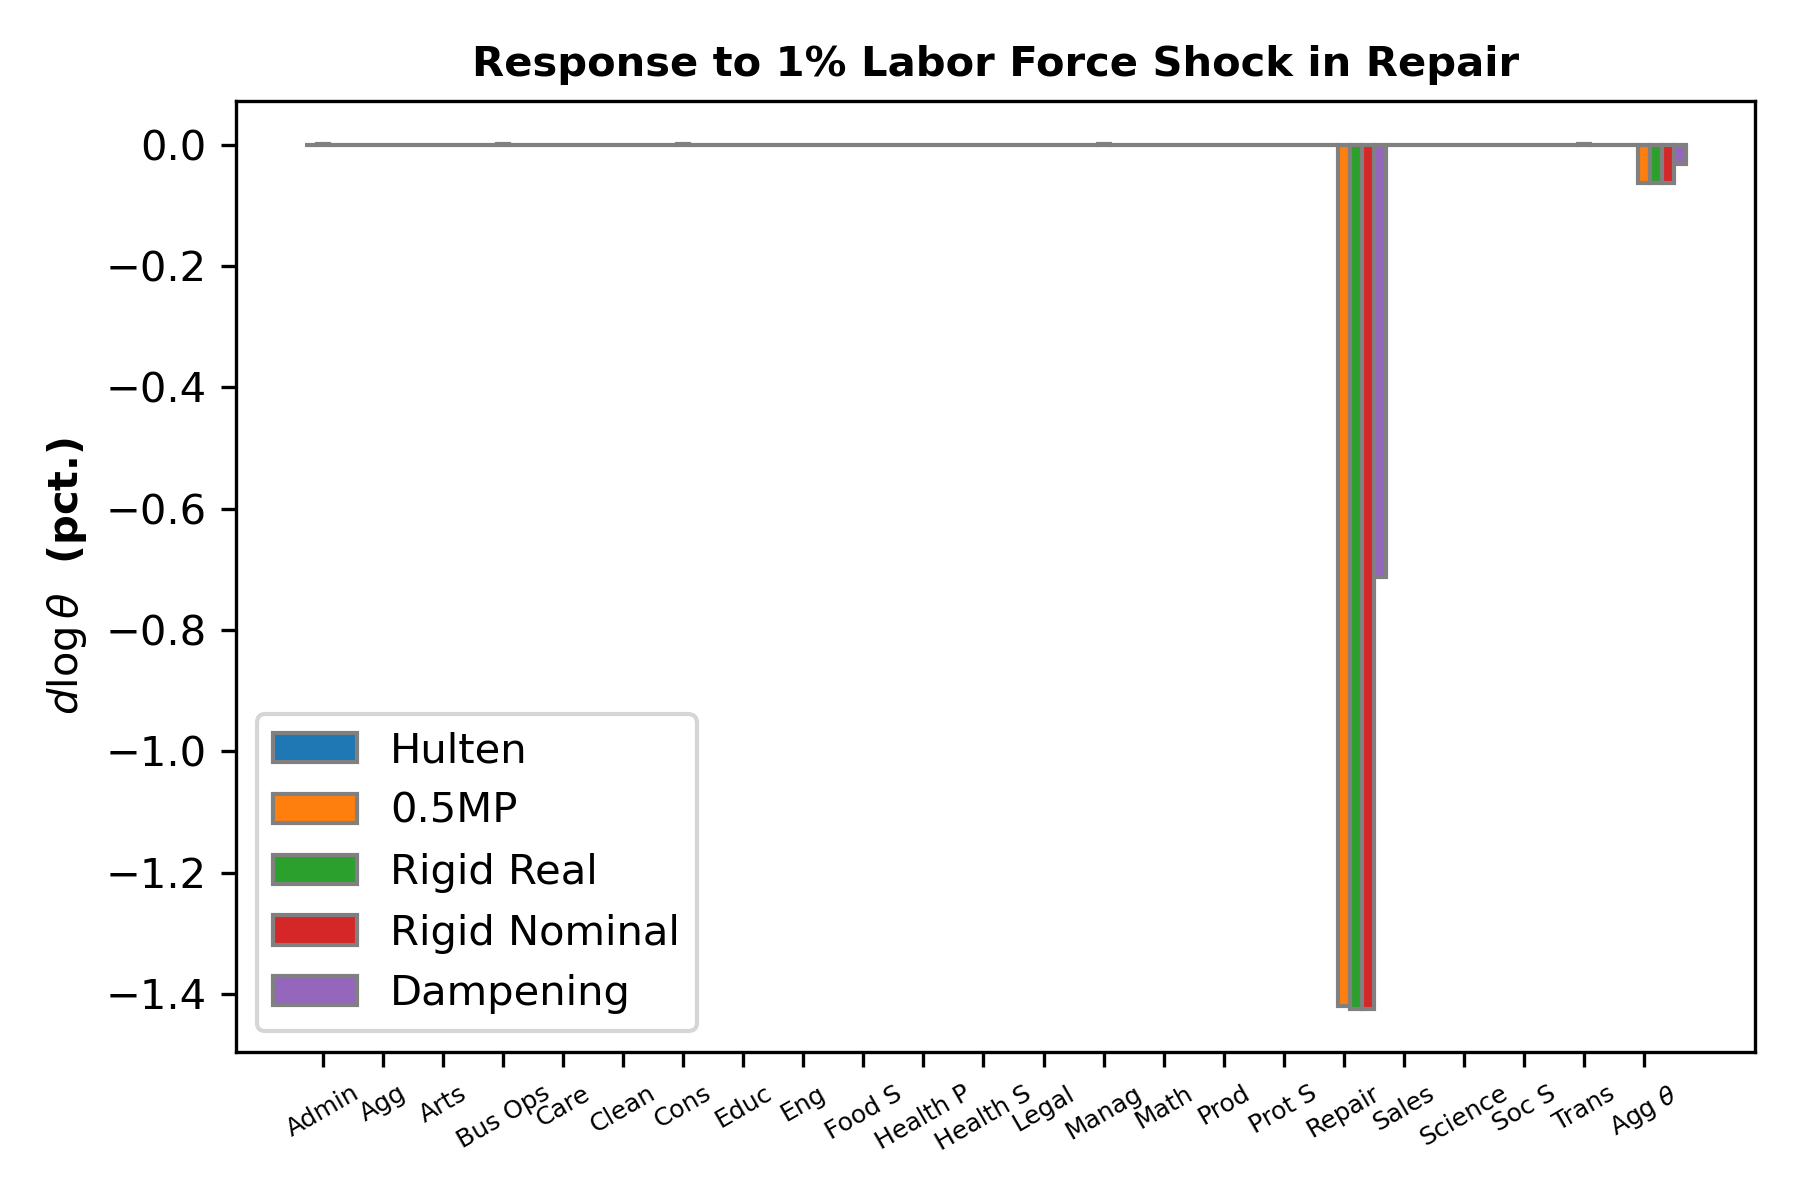 Response to 1% Labor Force Shock in Repair
d log θ (pct.)
0.0
−0.2
−0.4
−0.6
−0.8
−1.0
−1.2
−1.4
Hulten
0.5MP
Rigid Real
Rigid Nominal
Dampening
Admin
Agg
Arts
Bus Ops
Care
Clean
Cons
Educ
Eng
Food S
Health P
Health S
Legal
Manag
Math
Prod
Prot S
Repair
Sales
Science
Soc S
Trans
Agg θ